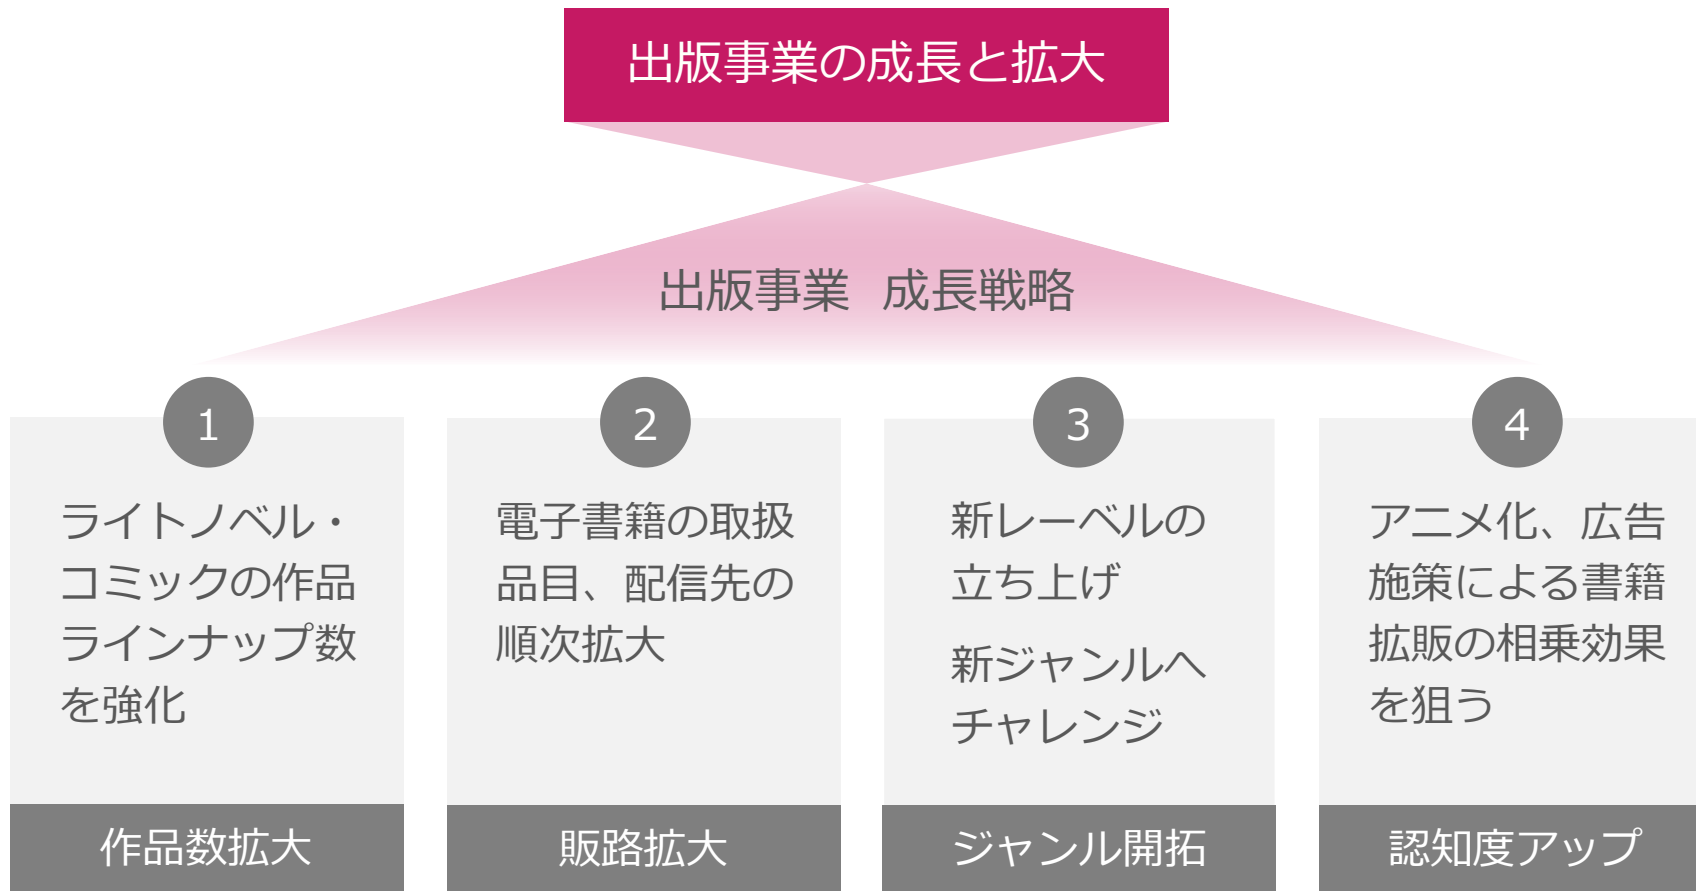 出版事業の成長と拡大
出版事業 成長戦略
1
ライトノベル・
コミックの作品
ラインナップ数
を強化
作品数拡大
2
電子書籍の取扱
品目、配信先の
順次拡大
販路拡大
3
新レーベルの
立ち上げ
新ジャンルへ
チャレンジ
ジャンル開拓
4
アニメ化、広告
施策による書籍
拡販の相乗効果
を狙う
認知度アップ